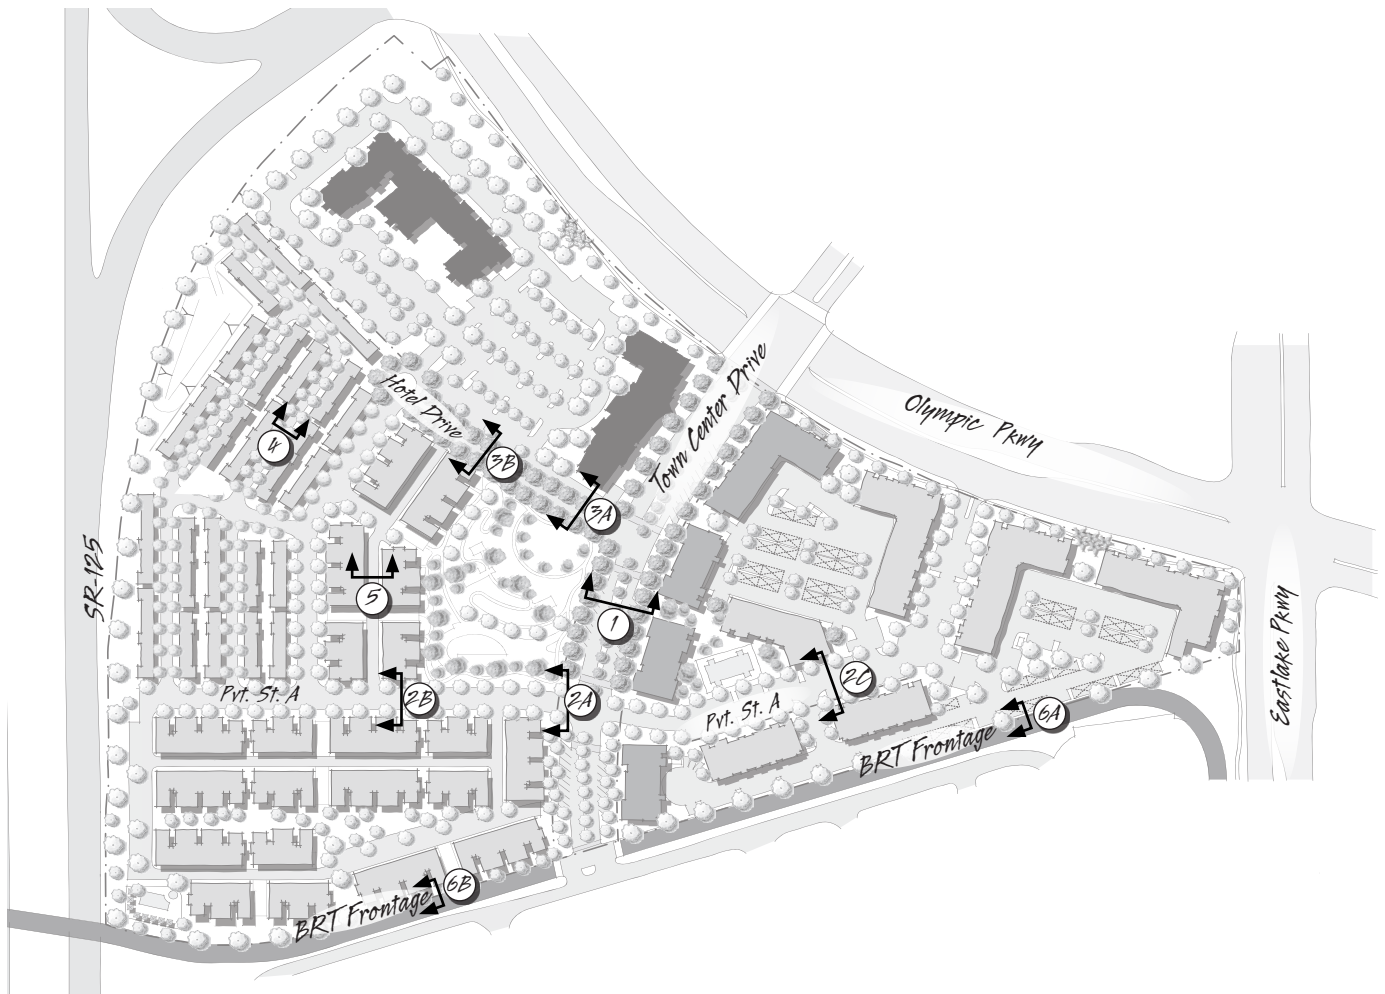 Hotel Drive
Town Center Drive
Olympic Pkwy
4
3B
3A
SR-125
5
1
Eastlake Pkwy
Pvt. St. A
2B
2A
2C
Pvt. St. A
6A
BRT Frontage
6B
BRT Frontage